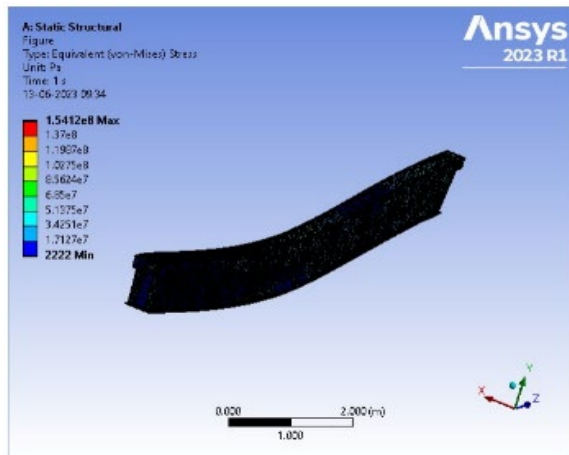 A: Static Structural
Figure
Type: Equivalent (von-Mises) Stress
Unit: Pa
Time: 1 s
13-06-2023 09:34
1.5412e8 Max
1.37e8
1.1987e8
1.0275e8
8.5624e7
6.85e7
5.1375e7
3.4251e7
1.7127e7
2222 Min
Ansys
2023 R1
0.000
2.000 (m)
1.000
Y
X
Z